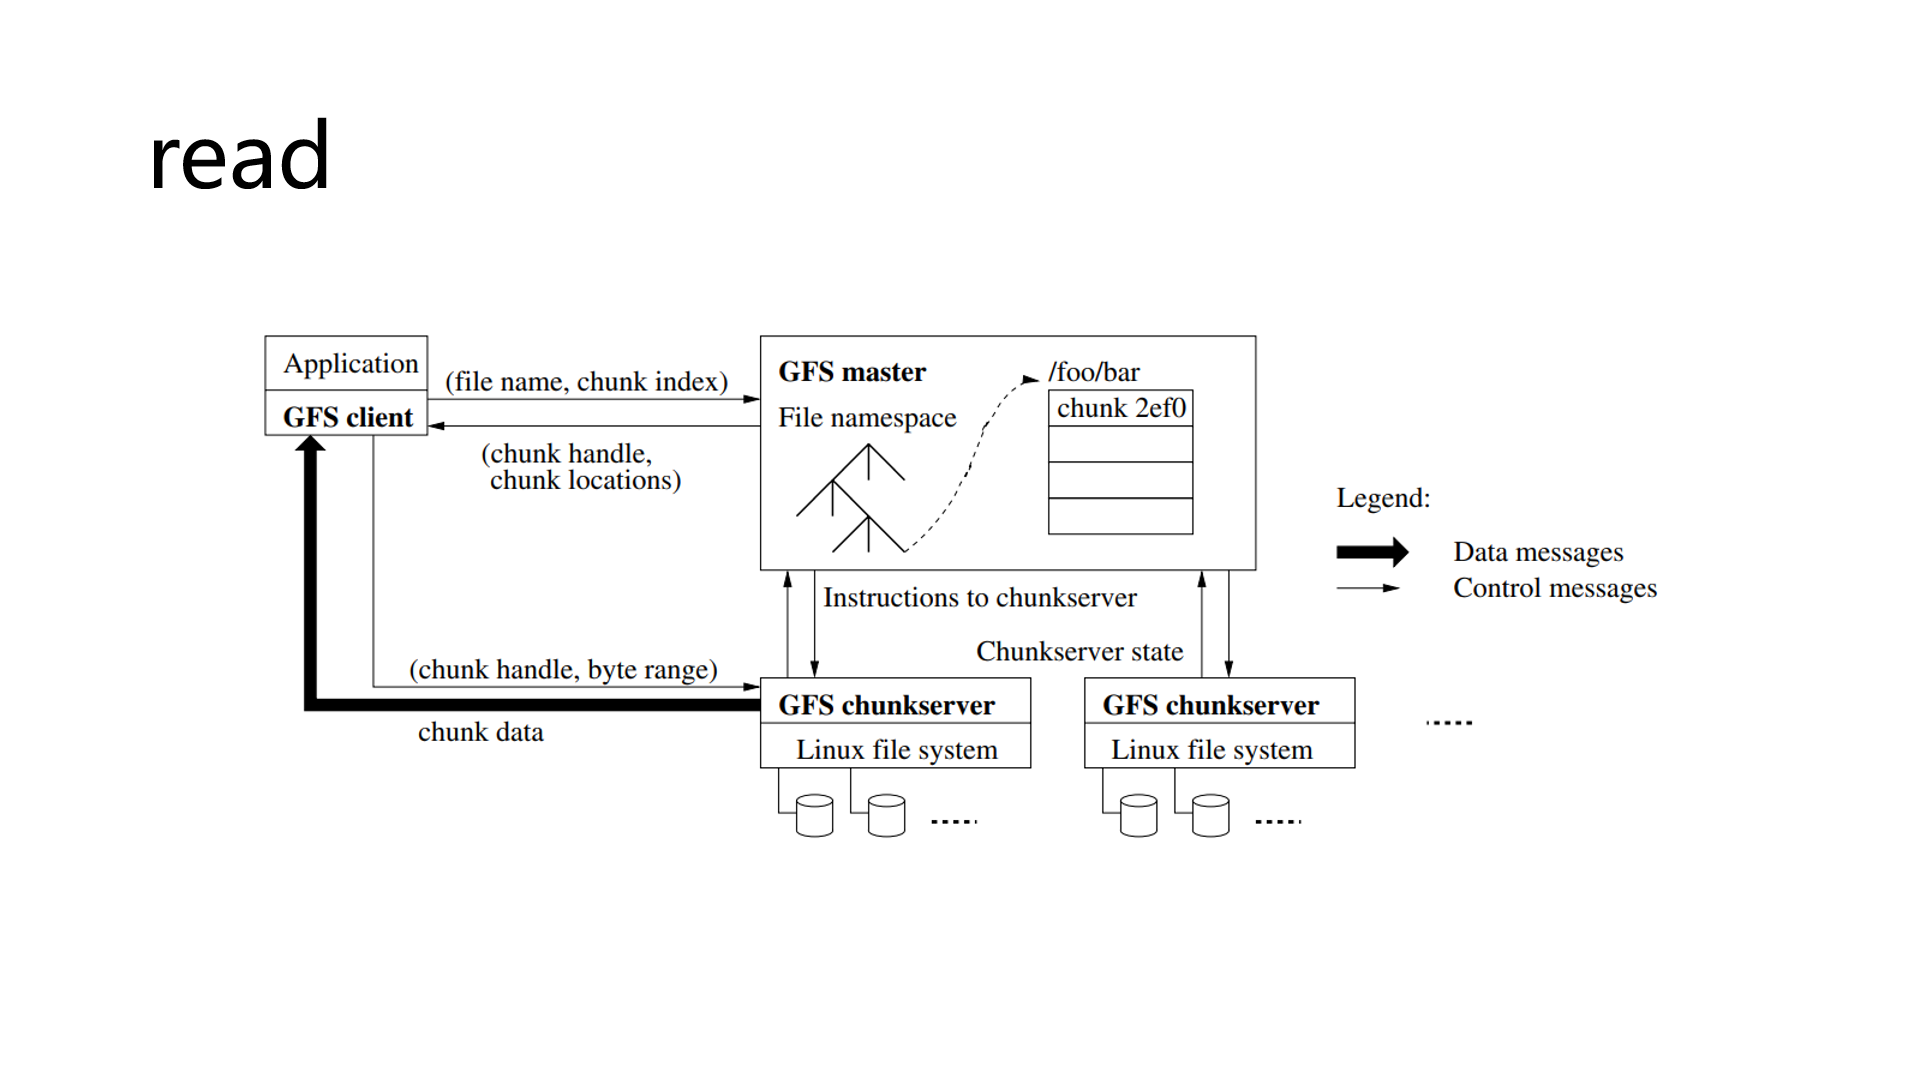 read
Application
GFS client
(file name, chunk index)
(chunk handle,
chunk locations)
GFS master
File namespace
/foo/bar
chunk 2ef0
Legend:
Data messages
Control messages
Instructions to chunkserver
Chunkserver state
(chunk handle, byte range)
chunk data
GFS chunkserver
Linux file system
GFS chunkserver
Linux file system